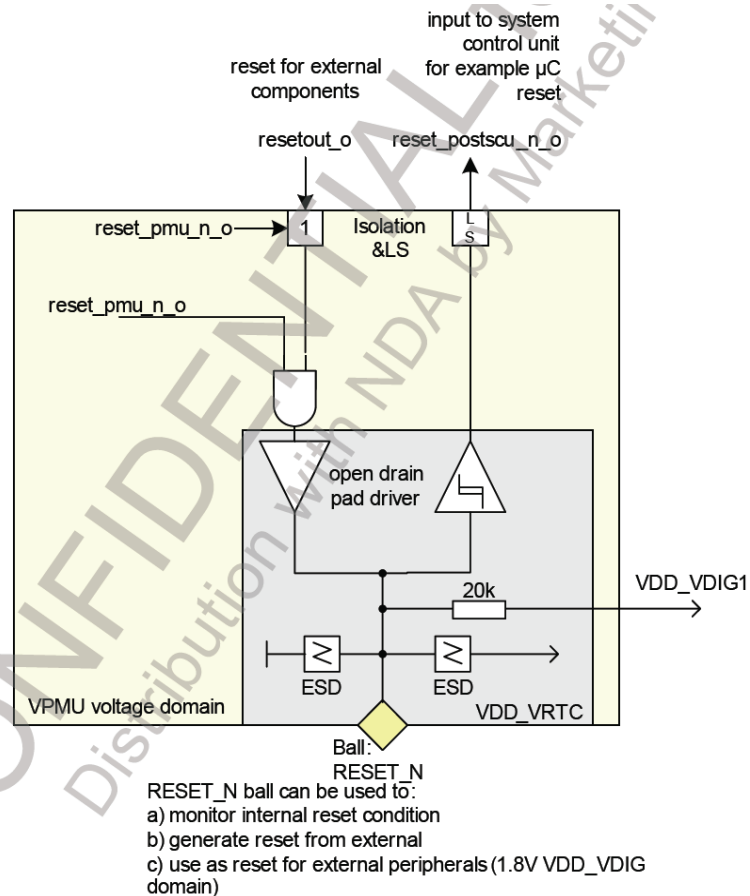 input to system
control unit
for example µC
reset
reset for external
components
resetout_o
reset_postscu_n_o
reset_pmu_n_o
1
Isolation
&LS
L
S
reset_pmu_n_o
open drain
pad driver
20k
VDD_VDIG1
ESD
ESD
VPMU voltage domain
VDD_VRTC
Ball:
RESET_N
RESET_N ball can be used to:
a) monitor internal reset condition
b) generate reset from external
c) use as reset for external peripherals (1.8V VDD_VDIG
domain)
CONFIDENTIAL
Distribution with NDA by Marketin